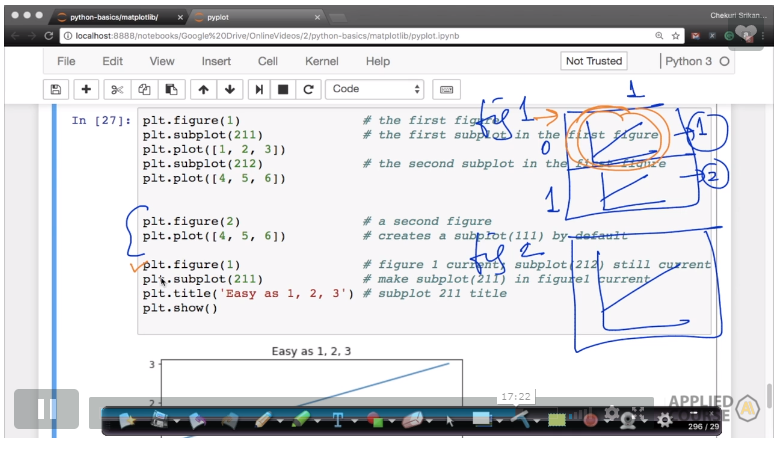 python-basics/matplotlib/ × pyplot × Chekuri Srikan...
localhost:8888/notebooks/Google%20Drive/OnlineVideos/2/python-basics/matplotlib/pyplot.ipynb
File Edit View Insert Cell Kernel Help Not Trusted Python 3
Code
In [27]: plt.figure(1) # the first figure
plt.subplot(211) # the first subplot in the first figure
plt.plot([1, 2, 3])
plt.subplot(212) # the second subplot in the first figure
plt.plot([4, 5, 6])
plt.figure(2) # a second figure
plt.plot([4, 5, 6]) # creates a subplot(111) by default
plt.figure(1) # figure 1 current; subplot(212) still current
plt.subplot(211) # make subplot(211) in figure1 current
plt.title('Easy as 1, 2, 3') # subplot 211 title
plt.show()
fig 1
1
0
1
1
2
fig 2
Easy as 1, 2, 3
3
2
17:22
T
APPLIED
COURSE
296 / 29